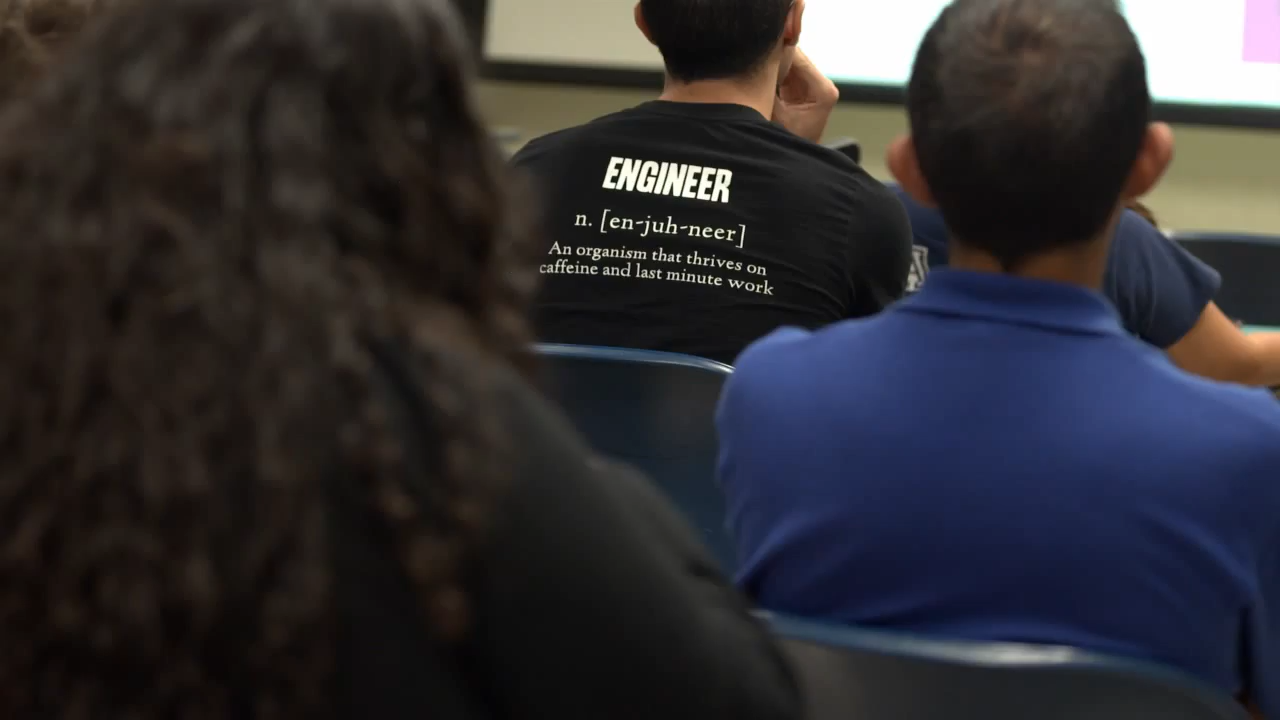 ENGINEER
n. [en-juh-neer]
An organism that thrives on
caffeine and last minute work